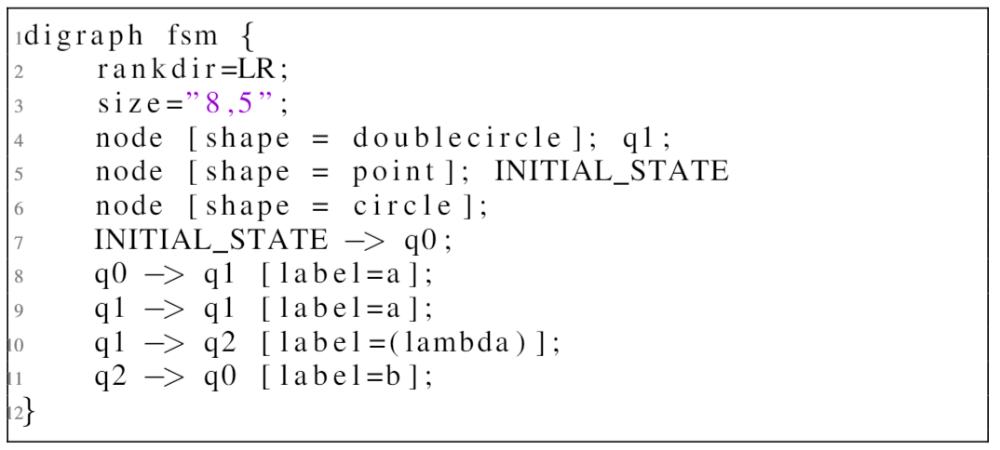 1digraph fsm {
2 rankdir=LR;
3 size="8,5";
4 node [shape = doublecircle]; q1;
5 node [shape = point]; INITIAL_STATE
6 node [shape = circle];
7 INITIAL_STATE -> q0;
8 q0 -> q1 [label=a];
9 q1 -> q1 [label=a];
10 q1 -> q2 [label=(lambda)];
11 q2 -> q0 [label=b];
12}